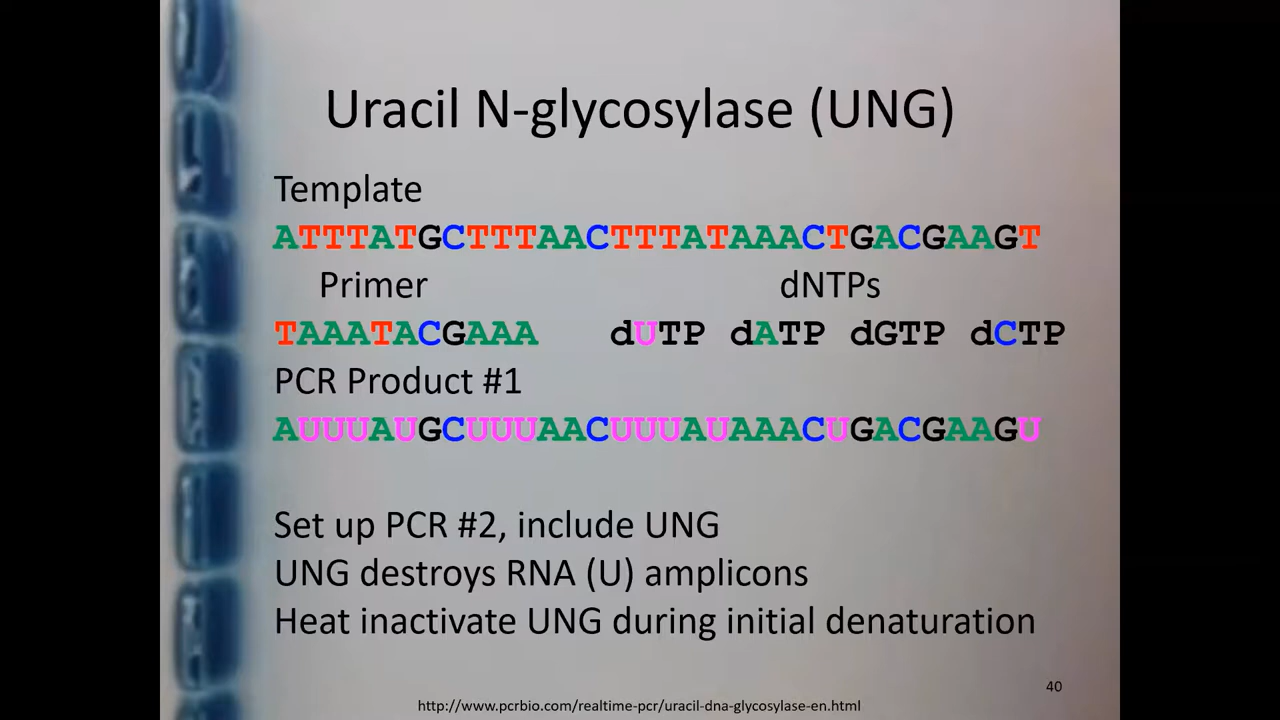 Uracil N-glycosylase (UNG)
Template
ATTTATGCTTTAACTTTATAAACTGACGAAGT
Primer dNTPs
TAAATACGAAA dUTP dATP dGTP dCTP
PCR Product #1
AUUUAUGCUUUAACUUUAUAAACUGACGAAGU
Set up PCR #2, include UNG
UNG destroys RNA (U) amplicons
Heat inactivate UNG during initial denaturation
40
http://www.pcrbio.com/realtime-pcr/uracil-dna-glycosylase-en.html